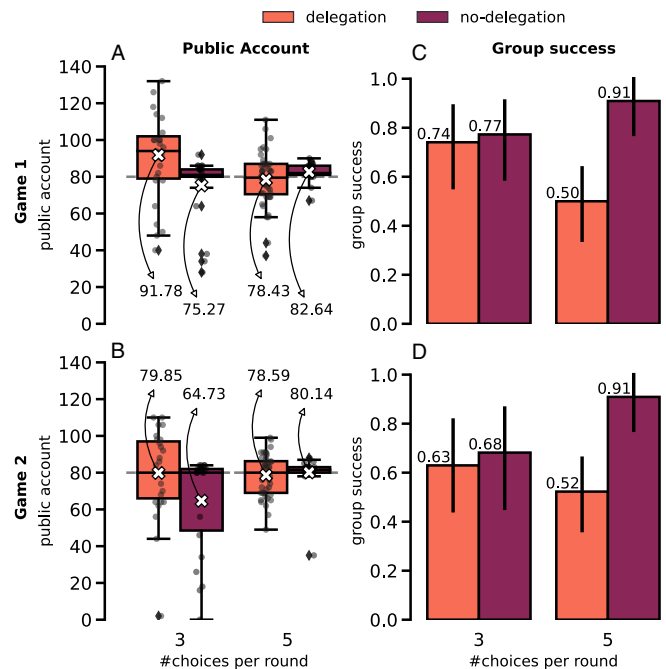 delegation no-delegation
A Public Account
C Group success
Game 1
public account
140
120
100
80
60
40
20
0
91.78 75.27 78.43 82.64
group success
1.0
0.8
0.6
0.4
0.2
0.0
0.74 0.77 0.50 0.91
B
D
Game 2
public account
140
120
100
80
60
40
20
0
79.85 64.73 78.59 80.14
3 5
#choices per round
group success
1.0
0.8
0.6
0.4
0.2
0.0
0.63 0.68 0.52 0.91
3 5
#choices per round